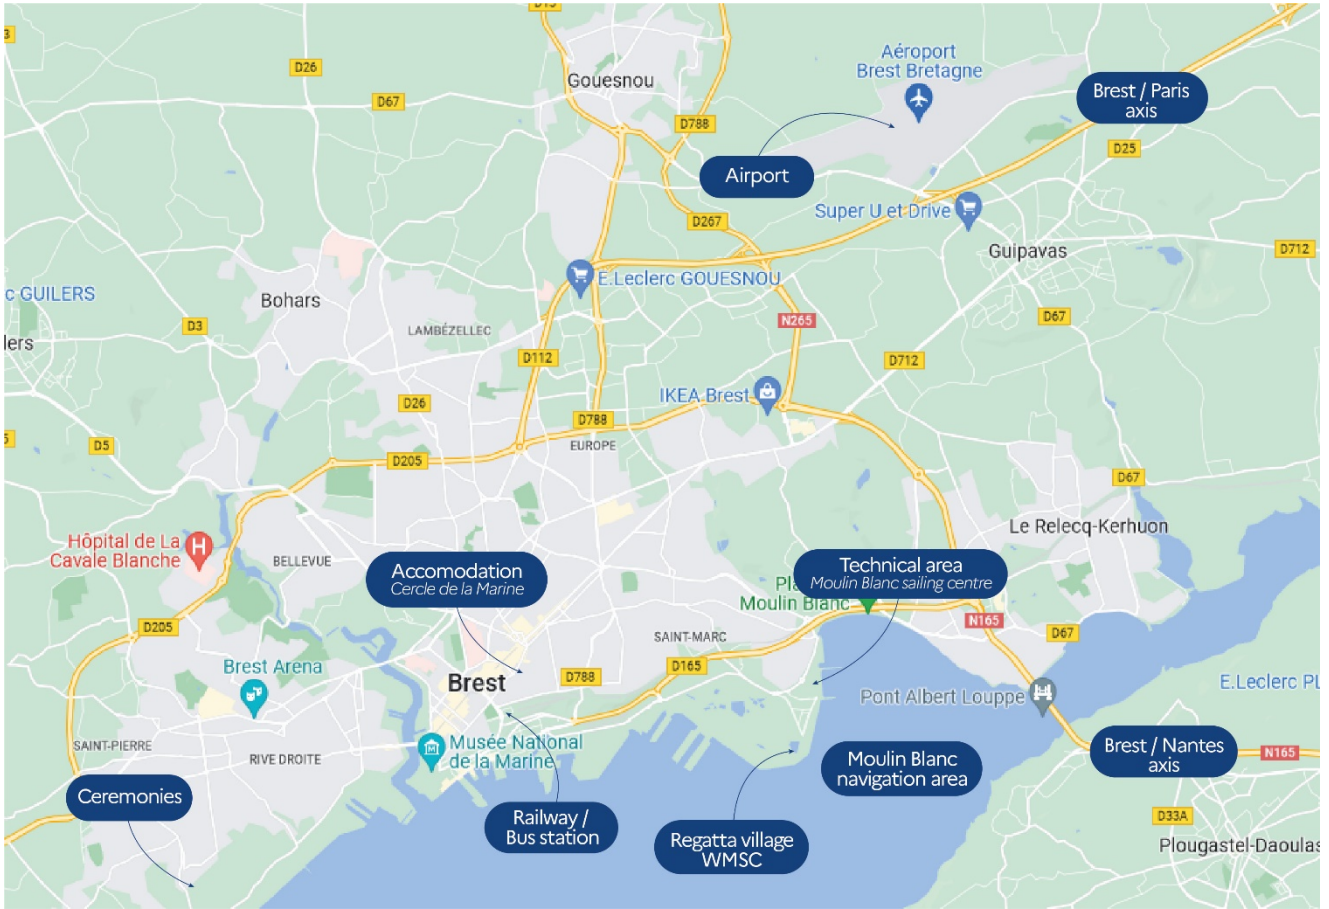 D13
3
D26
D67
Gouesnou
D788
Aéroport
Brest Bretagne
Brest / Paris
axis
D25
Airport
D267
Super U et Drive
Guipavas
D712
E.Leclerc GOUESNOU
c GUILERS
Bohars
LAMBÉZELLEC
D3
lers
N265
D67
D112
D712
IKEA Brest
D26
D788
EUROPE
5
D5
D205
D67
Le Relecq-Kerhuon
Hôpital de La
Cavale Blanche
BELLEVUE
Accomodation
Cercle de la Marine
Technical area
Moulin Blanc sailing centre
Pla
Moulin Blanc
N165
D67
D205
SAINT-MARC
D165
Brest Arena
Brest
D788
Pont Albert Louppe
E.Leclerc PL
SAINT-PIERRE
RIVE DROITE
Musée National
de la Marine
Moulin Blanc
navigation area
Brest / Nantes
axis
N165
Ceremonies
Railway /
Bus station
Regatta village
WMSC
D33A
Plougastel-Daoulas